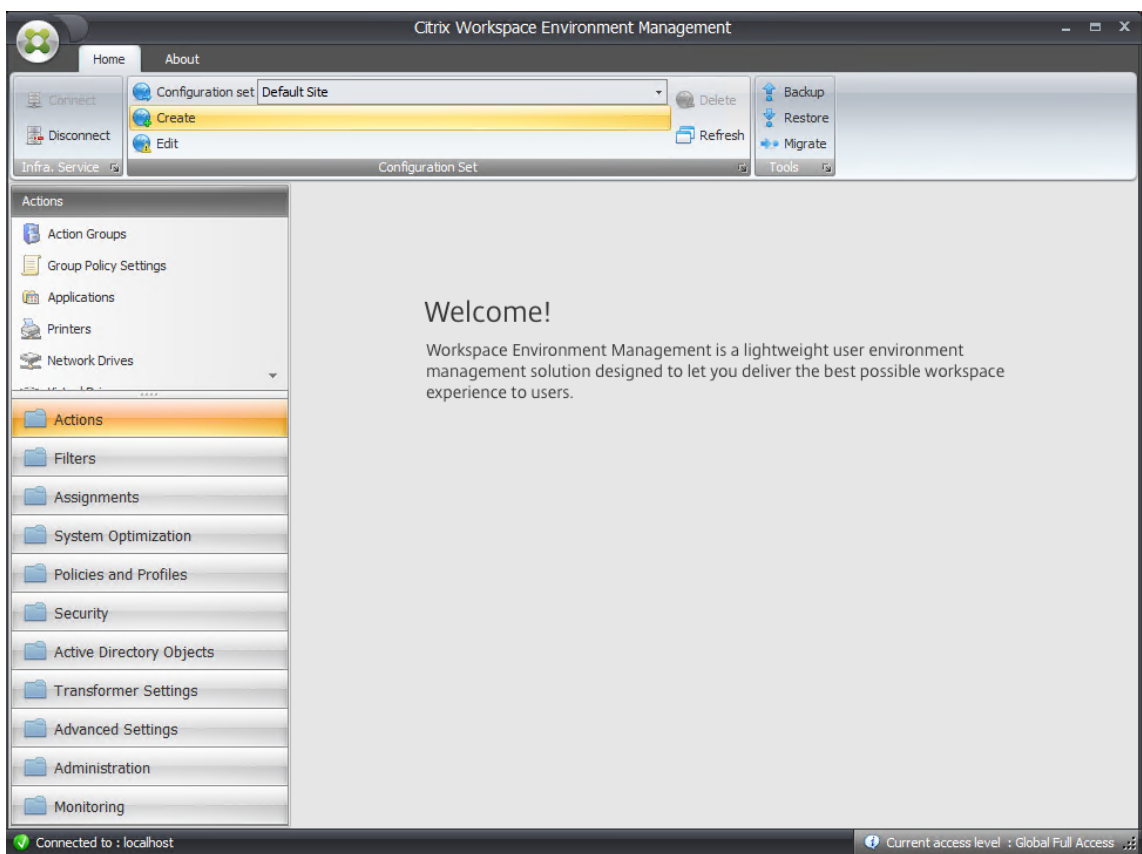 Citrix Workspace Environment Management
Home About
Connect
Disconnect
Infra. Service
Configuration set Default Site
Create
Edit
Delete
Refresh
Configuration Set
Backup
Restore
Migrate
Tools
Actions
Action Groups
Group Policy Settings
Applications
Printers
Network Drives
Actions
Filters
Assignments
System Optimization
Policies and Profiles
Security
Active Directory Objects
Transformer Settings
Advanced Settings
Administration
Monitoring
Welcome!
Workspace Environment Management is a lightweight user environment
management solution designed to let you deliver the best possible workspace
experience to users.
Connected to : localhost
Current access level : Global Full Access